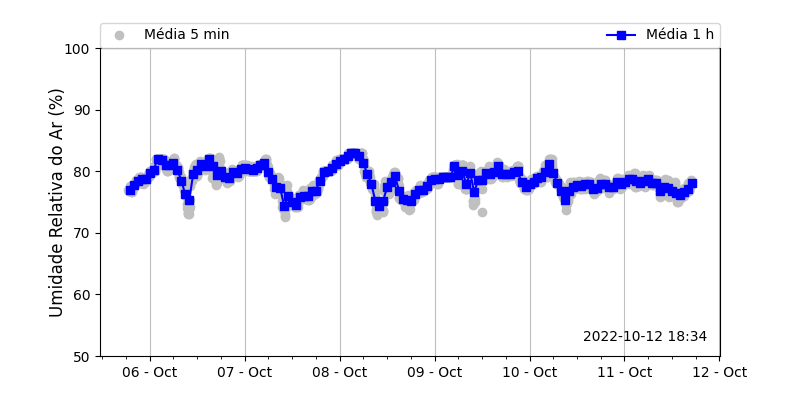 Média 5 min Média 1 h
Umidade Relativa do Ar (%)
100
90
80
70
60
50
2022-10-12 18:34
06 - Oct 07 - Oct 08 - Oct 09 - Oct 10 - Oct 11 - Oct 12 - Oct